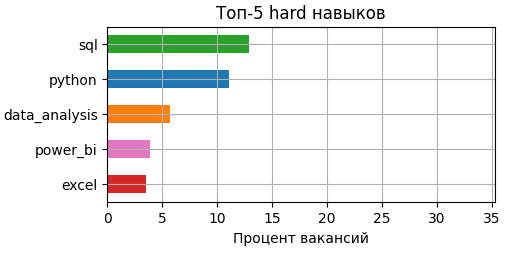 Топ-5 hard навыков
sql
python
data_analysis
power_bi
excel
0 5 10 15 20 25 30 35
Процент вакансий